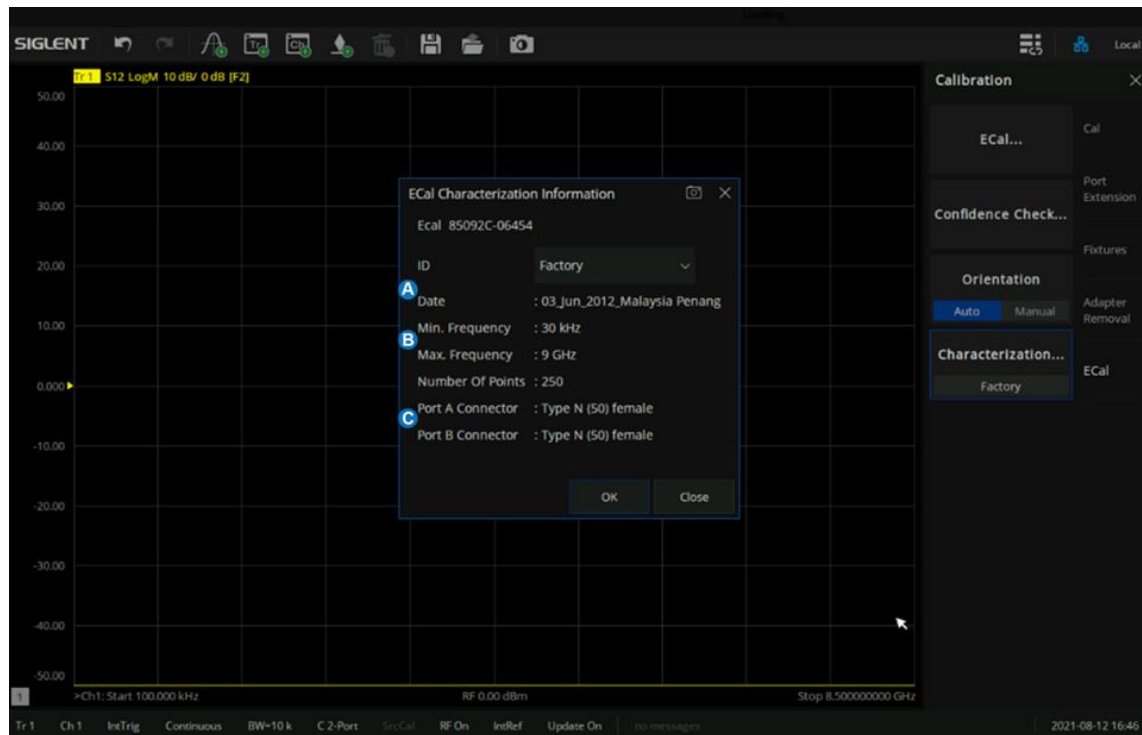 SIGLENT Tr Ch Local
Tr 1 S12 LogM 10 dB/ 0 dB [F2]
50.00
40.00
30.00
20.00
10.00
0.000
-10.00
-20.00
-30.00
-40.00
-50.00
ECal Characterization Information
Ecal 85092C-06454
ID Factory
A
Date : 03_Jun_2012_Malaysia Penang
Min. Frequency : 30 kHz
B
Max. Frequency : 9 GHz
Number Of Points : 250
Port A Connector : Type N (50) female
C
Port B Connector : Type N (50) female
OK Close
Calibration
ECal...
Confidence Check...
Orientation
Auto Manual
Characterization...
Factory
Cal
Port
Extension
Fixtures
Adapter
Removal
ECal
1 >Ch1: Start 100.000 kHz RF 0.00 dBm Stop 8.500000000 GHz
Tr 1 Ch 1 IntTrig Continuous BW=10 k C 2-Port SrcCal RF On IntRef Update On no messages 2021-08-12 16:46